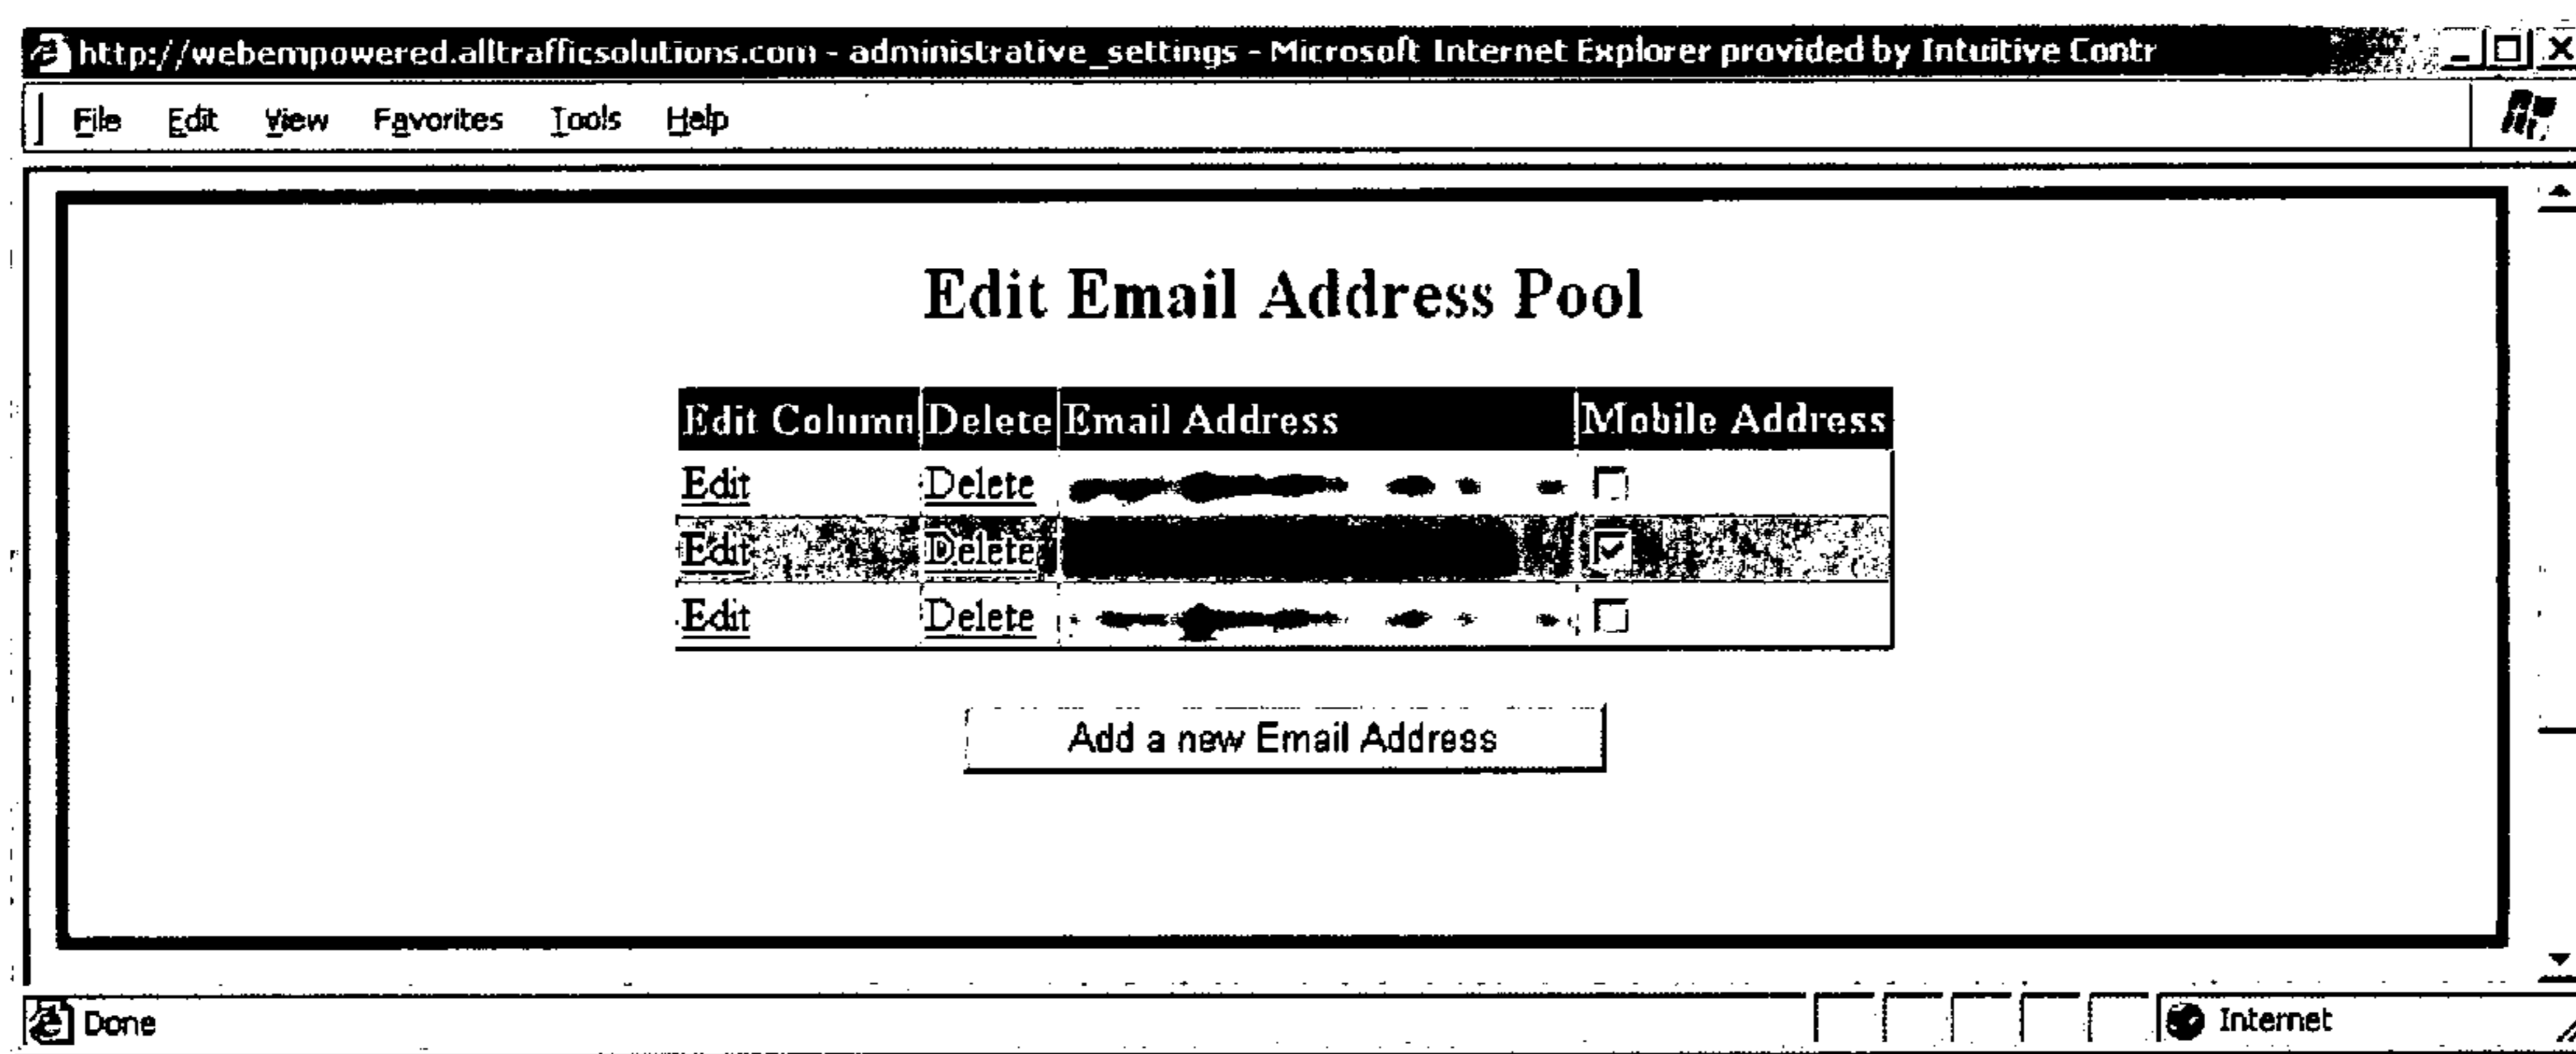 http://webempowered.alltrafficsolutions.com - administrative_settings - Microsoft Internet Explorer provided by Intuitive Contr
File Edit View Favorites Tools Help
Edit Email Address Pool
Edit Column Delete Email Address Mobile Address
Edit Delete
Edit Delete
Edit Delete
Add a new Email Address
Done Internet